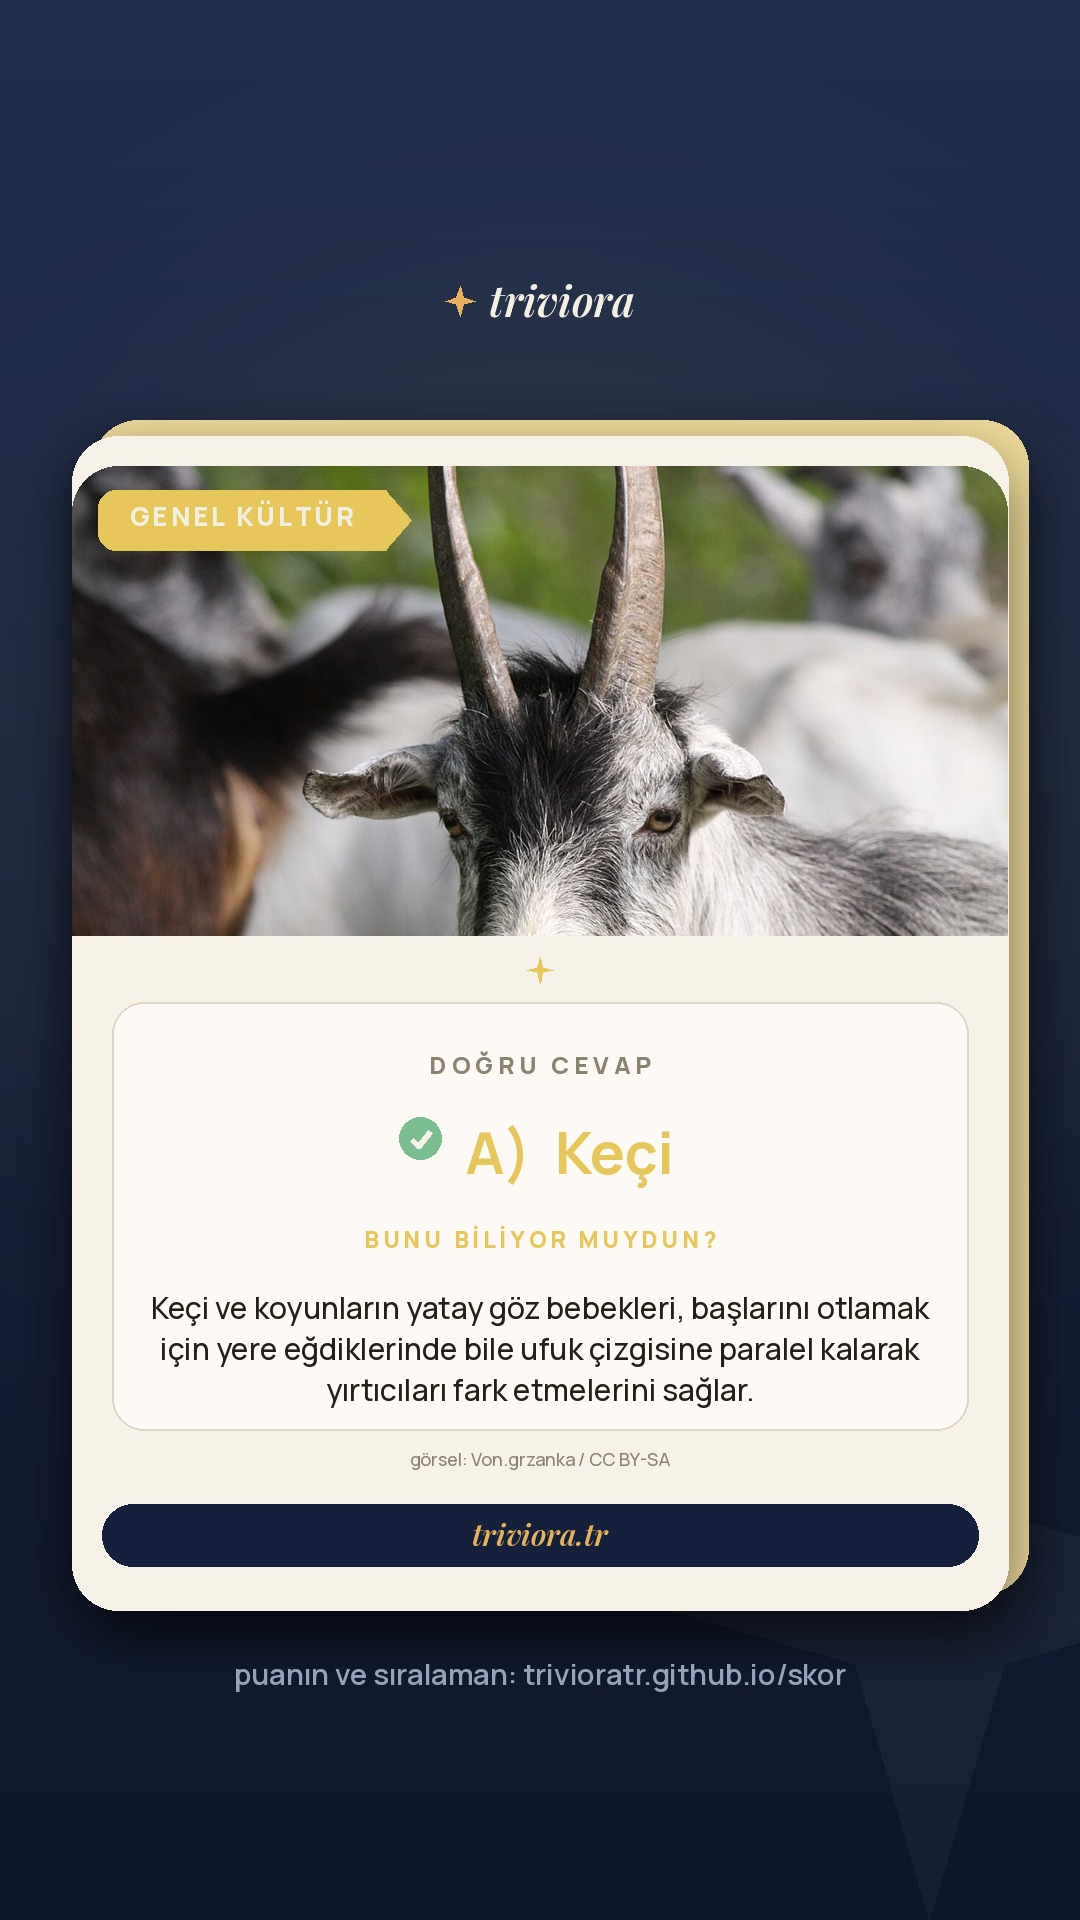 triviora
GENEL KÜLTÜR
DOĞRU CEVAP
A) Keçi
BUNU BİLİYOR MUYDUN?
Keçi ve koyunların yatay göz bebekleri, başlarını otlamak
için yere eğdiklerinde bile ufuk çizgisine paralel kalarak
yırtıcıları fark etmelerini sağlar.
görsel: Von.grzanka / CC BY-SA
triviora.tr
puanın ve sıralaman: trivioratr.github.io/skor